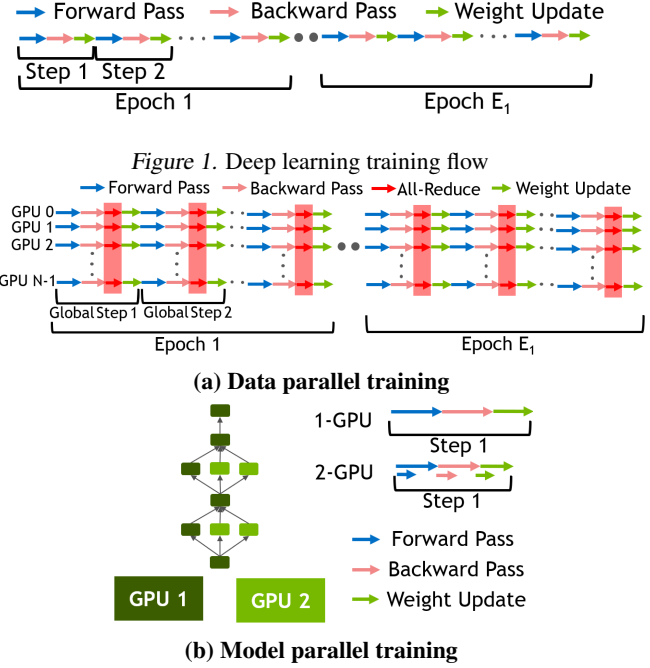 Forward Pass Backward Pass Weight Update
Step 1 Step 2
Epoch 1 Epoch E1
Figure 1. Deep learning training flow
Forward Pass Backward Pass All-Reduce Weight Update
GPU 0
GPU 1
GPU 2
GPU N-1
Global Step 1 Global Step 2
Epoch 1 Epoch E1
(a) Data parallel training
1-GPU
Step 1
2-GPU
Step 1
Forward Pass
Backward Pass
Weight Update
GPU 1 GPU 2
(b) Model parallel training